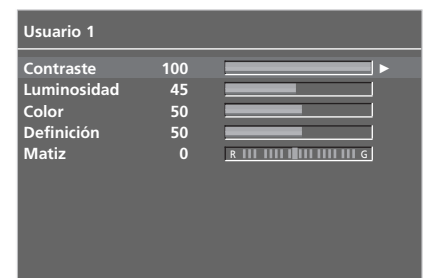 Usuario 1
Contraste 100
Luminosidad 45
Color 50
Definición 50
Matiz 0 R G